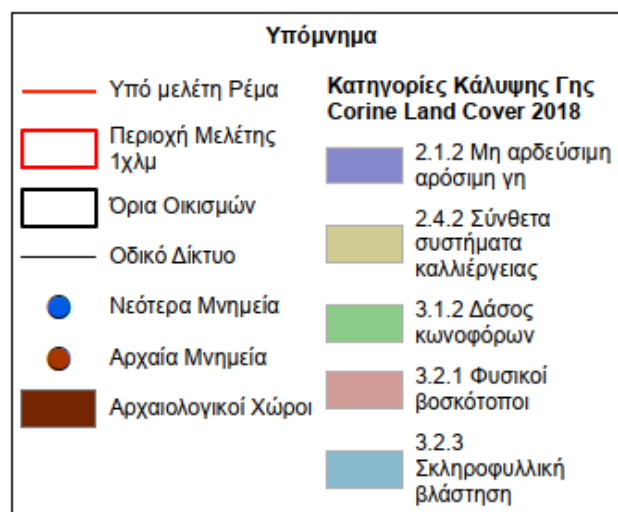 Υπόμνημα
Υπό μελέτη Ρέμα
Περιοχή Μελέτης
1χλμ
Όρια Οικισμών
Οδικό Δίκτυο
Νεότερα Μνημεία
Αρχαία Μνημεία
Αρχαιολογικοί Χώροι
Κατηγορίες Κάλυψης Γης
Corine Land Cover 2018
2.1.2 Μη αρδεύσιμη
αρόσιμη γη
2.4.2 Σύνθετα
συστήματα
καλλιέργειας
3.1.2 Δάσος
κωνοφόρων
3.2.1 Φυσικοί
βοσκότοποι
3.2.3
Σκληροφυλλική
βλάστηση